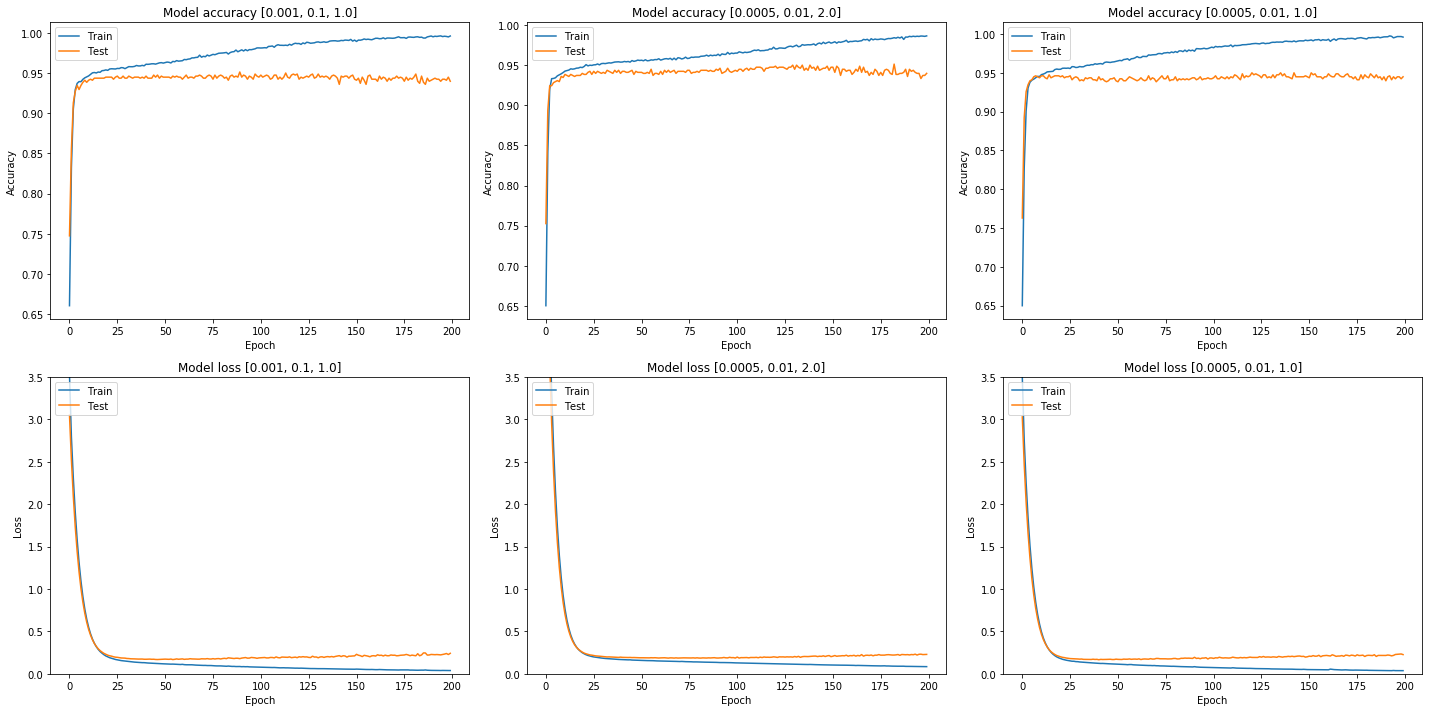 Model accuracy [0.001, 0.1, 1.0]
Train
Test
Accuracy
1.00
0.95
0.90
0.85
0.80
0.75
0.70
0.65
0 25 50 75 100 125 150 175 200
Epoch
Model accuracy [0.0005, 0.01, 2.0]
Train
Test
Accuracy
1.00
0.95
0.90
0.85
0.80
0.75
0.70
0.65
0 25 50 75 100 125 150 175 200
Epoch
Model accuracy [0.0005, 0.01, 1.0]
Train
Test
Accuracy
1.00
0.95
0.90
0.85
0.80
0.75
0.70
0.65
0 25 50 75 100 125 150 175 200
Epoch
Model loss [0.001, 0.1, 1.0]
Train
Test
Loss
3.5
3.0
2.5
2.0
1.5
1.0
0.5
0.0
0 25 50 75 100 125 150 175 200
Epoch
Model loss [0.0005, 0.01, 2.0]
Train
Test
Loss
3.5
3.0
2.5
2.0
1.5
1.0
0.5
0.0
0 25 50 75 100 125 150 175 200
Epoch
Model loss [0.0005, 0.01, 1.0]
Train
Test
Loss
3.5
3.0
2.5
2.0
1.5
1.0
0.5
0.0
0 25 50 75 100 125 150 175 200
Epoch